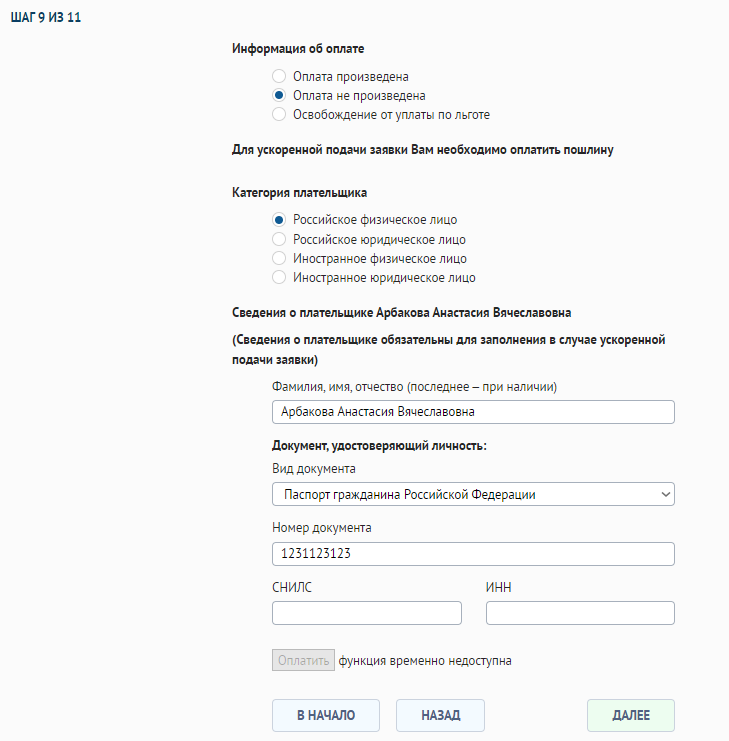 ШАГ 9 ИЗ 11
Информация об оплате
Оплата произведена
Оплата не произведена
Освобождение от уплаты по льготе
Для ускоренной подачи заявки Вам необходимо оплатить пошлину
Категория плательщика
Российское физическое лицо
Российское юридическое лицо
Иностранное физическое лицо
Иностранное юридическое лицо
Сведения о плательщике Арбакова Анастасия Вячеславовна
(Сведения о плательщике обязательны для заполнения в случае ускоренной
подачи заявки)
Фамилия, имя, отчество (последнее – при наличии)
Арбакова Анастасия Вячеславовна
Документ, удостоверяющий личность:
Вид документа
Паспорт гражданина Российской Федерации
Номер документа
1231123123
СНИЛС ИНН
Оплатить функция временно недоступна
В НАЧАЛО НАЗАД ДАЛЕЕ